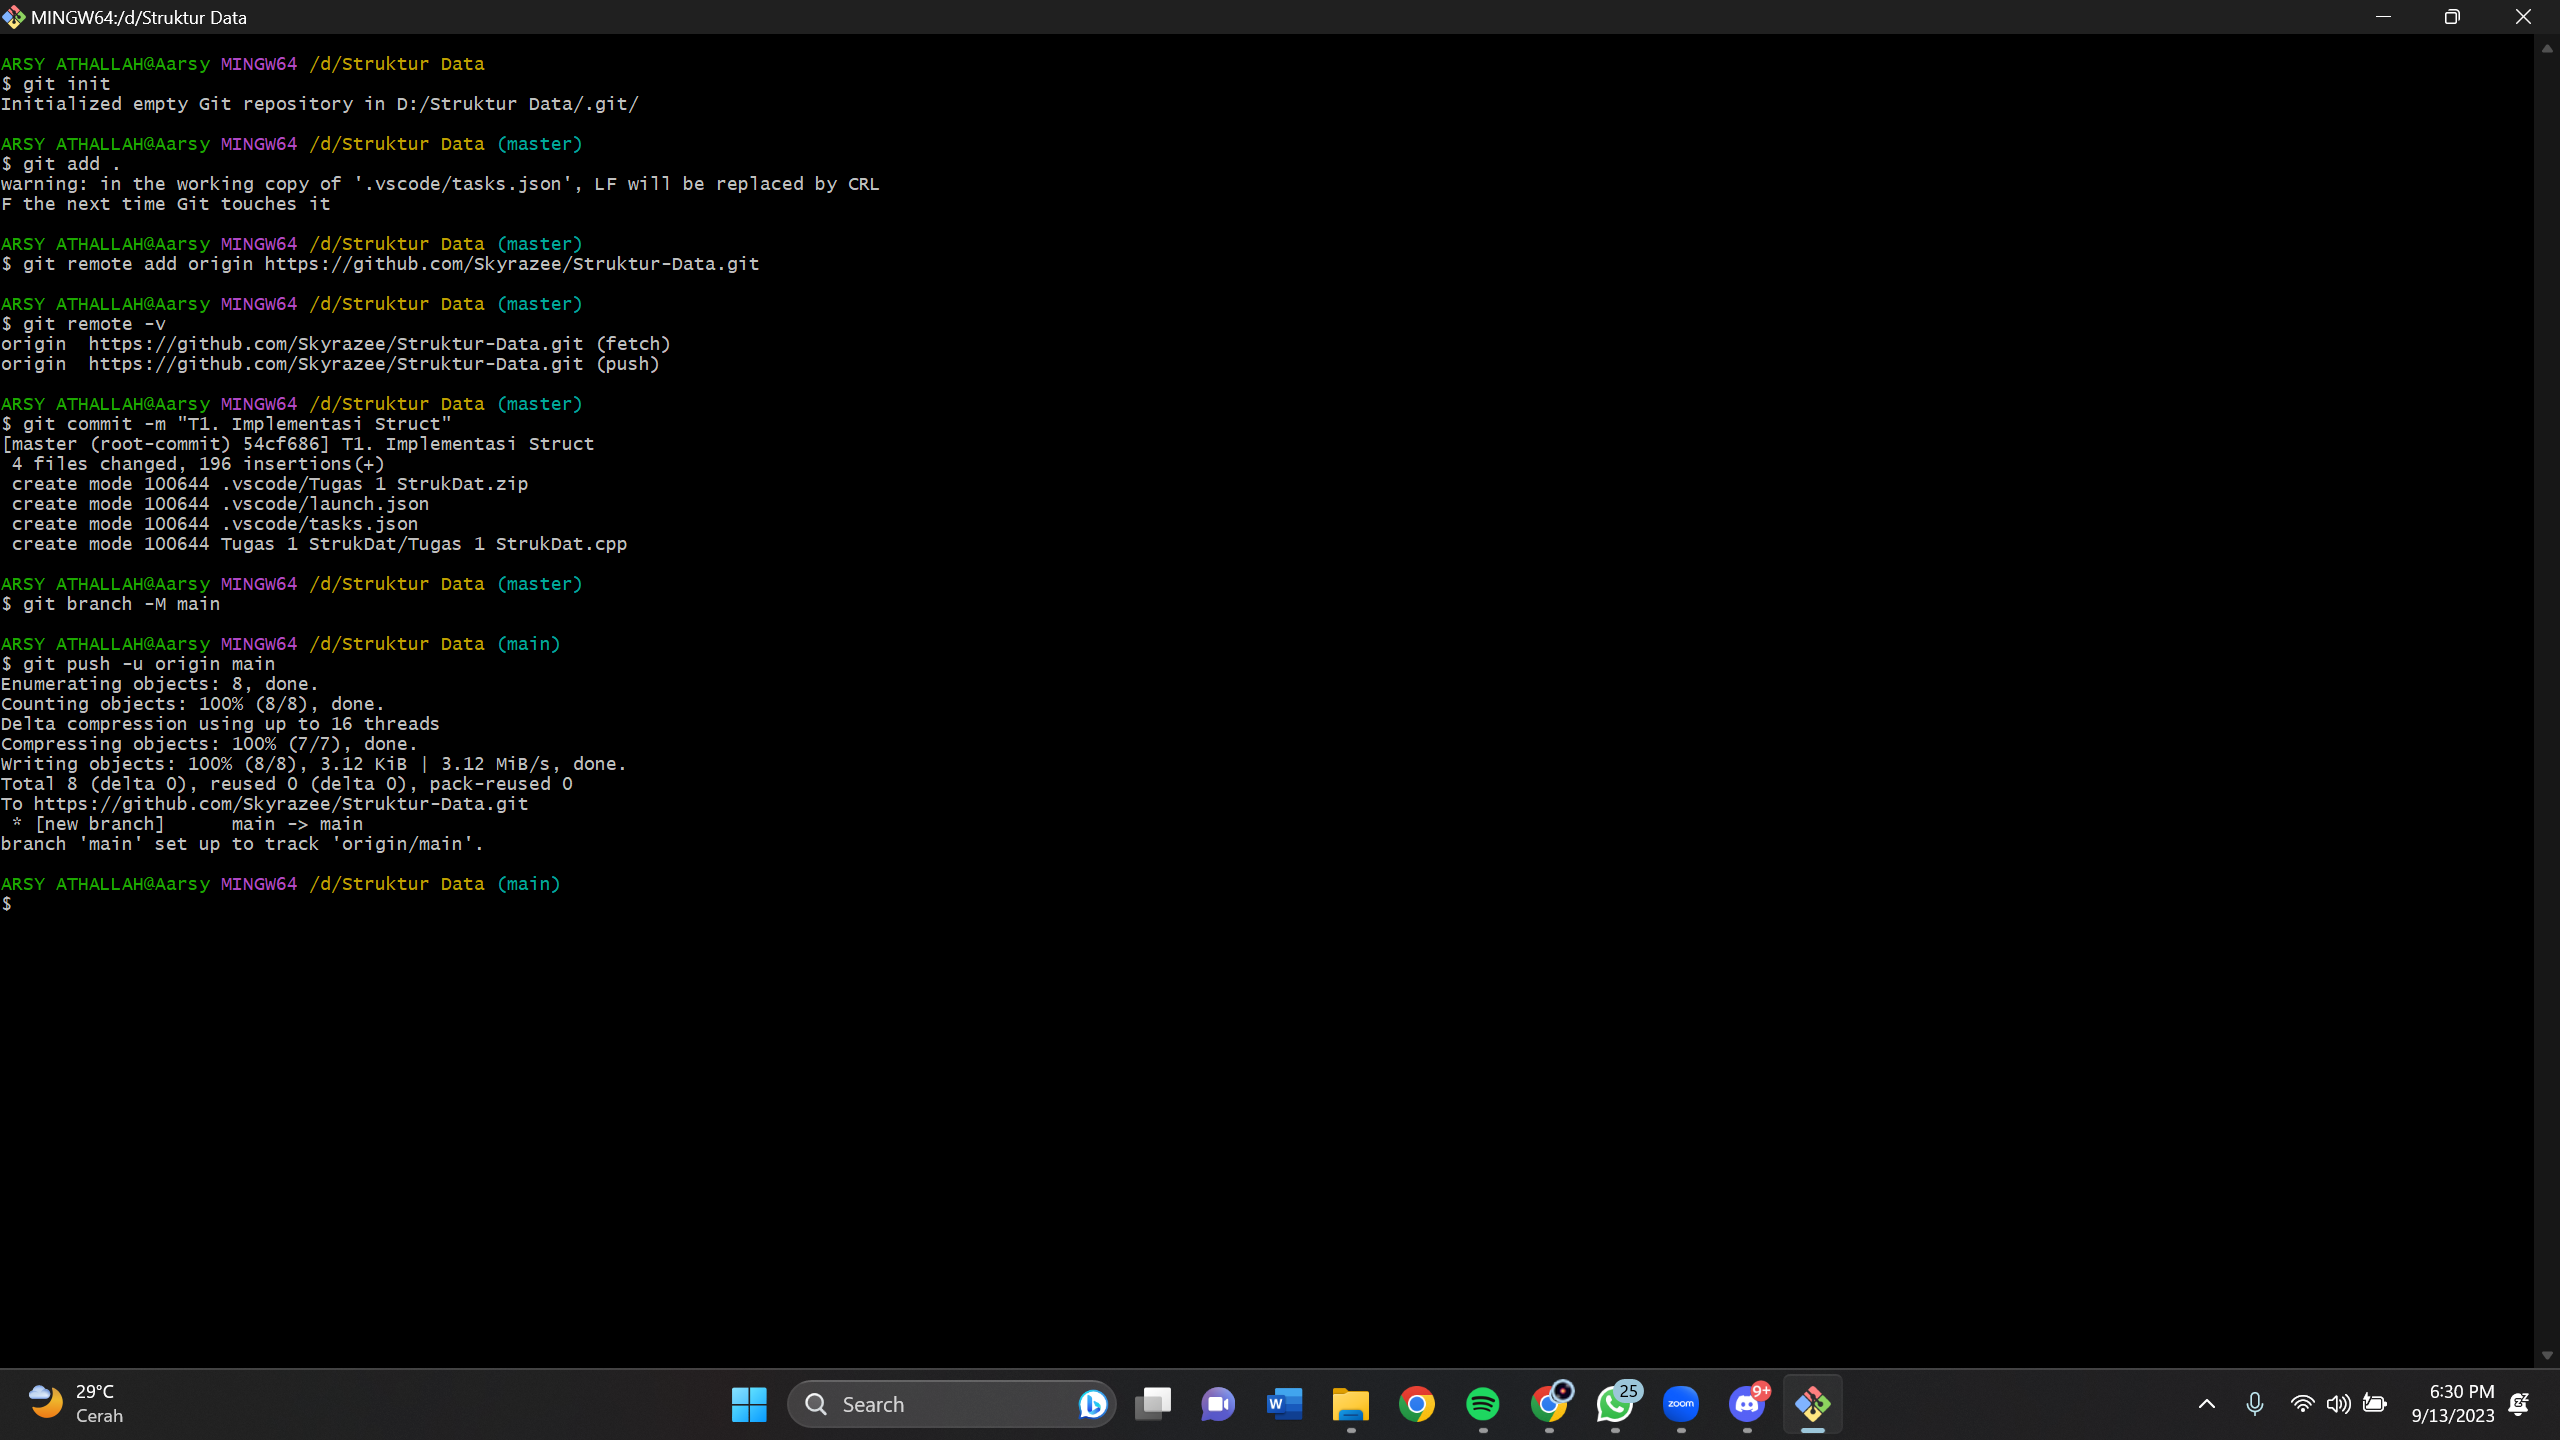 MINGW64:/d/Struktur Data
ARSY ATHALLAH@Aarsy MINGW64 /d/Struktur Data
$ git init
Initialized empty Git repository in D:/Struktur Data/.git/
ARSY ATHALLAH@Aarsy MINGW64 /d/Struktur Data (master)
$ git add .
warning: in the working copy of '.vscode/tasks.json', LF will be replaced by CRL
F the next time Git touches it
ARSY ATHALLAH@Aarsy MINGW64 /d/Struktur Data (master)
$ git remote add origin https://github.com/Skyrazee/Struktur-Data.git
ARSY ATHALLAH@Aarsy MINGW64 /d/Struktur Data (master)
$ git remote -v
origin  https://github.com/Skyrazee/Struktur-Data.git (fetch)
origin  https://github.com/Skyrazee/Struktur-Data.git (push)
ARSY ATHALLAH@Aarsy MINGW64 /d/Struktur Data (master)
$ git commit -m "T1. Implementasi Struct"
[master (root-commit) 54cf686] T1. Implementasi Struct
 4 files changed, 196 insertions(+)
 create mode 100644 .vscode/Tugas 1 StrukDat.zip
 create mode 100644 .vscode/launch.json
 create mode 100644 .vscode/tasks.json
 create mode 100644 Tugas 1 StrukDat/Tugas 1 StrukDat.cpp
ARSY ATHALLAH@Aarsy MINGW64 /d/Struktur Data (master)
$ git branch -M main
ARSY ATHALLAH@Aarsy MINGW64 /d/Struktur Data (main)
$ git push -u origin main
Enumerating objects: 8, done.
Counting objects: 100% (8/8), done.
Delta compression using up to 16 threads
Compressing objects: 100% (7/7), done.
Writing objects: 100% (8/8), 3.12 KiB | 3.12 MiB/s, done.
Total 8 (delta 0), reused 0 (delta 0), pack-reused 0
To https://github.com/Skyrazee/Struktur-Data.git
 * [new branch]      main -> main
branch 'main' set up to track 'origin/main'.
ARSY ATHALLAH@Aarsy MINGW64 /d/Struktur Data (main)
$
29°C
Cerah
Search
W
25
zoom
9+
6:30 PM
9/13/2023